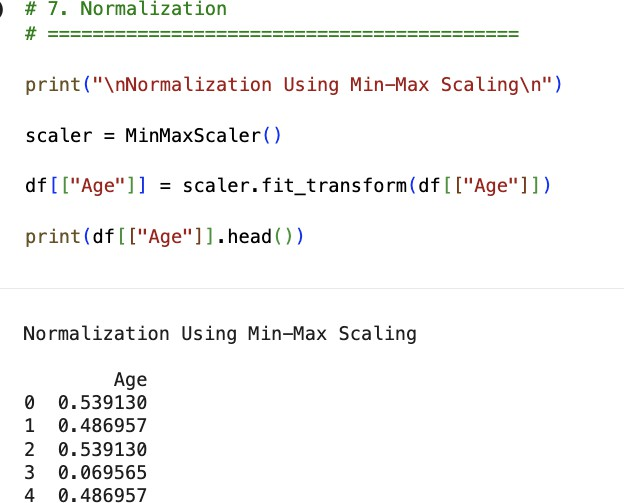 # 7. Normalization
# ==========================================
print("\nNormalization Using Min-Max Scaling\n")
scaler = MinMaxScaler()
df[["Age"]] = scaler.fit_transform(df[["Age"]])
print(df[["Age"]].head())
Normalization Using Min-Max Scaling
Age
0 0.539130
1 0.486957
2 0.539130
3 0.069565
4 0.486957